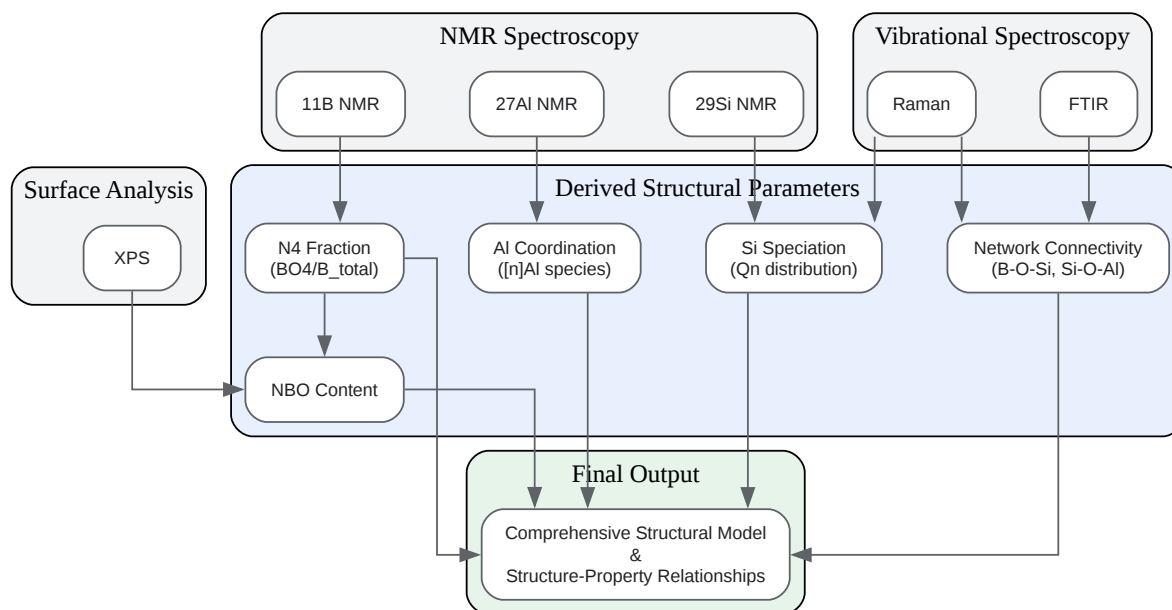 NMR Spectroscopy
Vibrational Spectroscopy
11B NMR
27Al NMR
29Si NMR
Raman
FTIR
Surface Analysis
Derived Structural Parameters
XPS
N4 Fraction
(BO4/B_total)
Al Coordination
([n]Al species)
Si Speciation
(Qn distribution)
Network Connectivity
(B-O-Si, Si-O-Al)
NBO Content
Final Output
Comprehensive Structural Model
&
Structure-Property Relationships